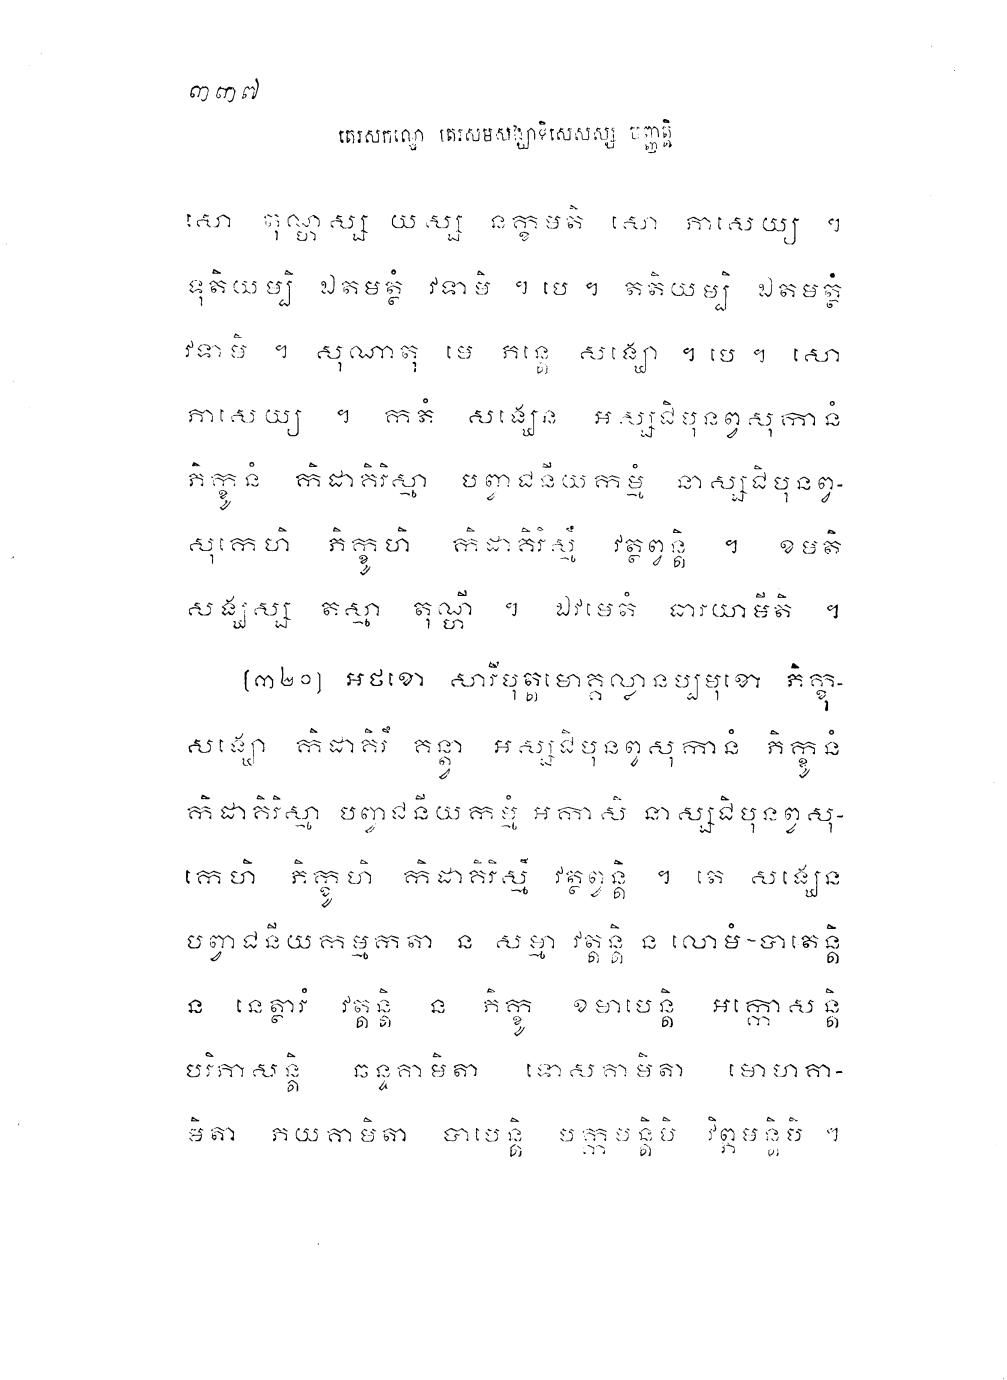 ៣៣៧
តេរសកណ្ឌេ តេរសមសង្ឃាទិសេសស្ស បញ្ញត្តិ
សោ តុណ្ហស្ស យស្ស នក្ខមតិ សោ ភាសេយ្យ ។
ទុតិយម្បិ ឯតមត្ថំ វទាមិ ។ បេ ។ តតិយម្បិ ឯតមត្ថំ
វទាមិ ។ សុណាតុ មេ ភន្តេ សង្ឃោ ។ បេ ។ សោ
ភាសេយ្យ ។ កតំ សង្ឃេន អស្សជិបុនព្វសុកានំ
ភិក្ខូនំ កិដាគិរិស្មា បព្វាជនីយកម្មំ នាស្សជិបុនព្វ-
សុកេហិ ភិក្ខូហិ កិដាគិរិស្មឹ វត្ថព្វន្តិ ។ ខមតិ
សង្ឃស្ស តស្មា តុណ្ហី ។ ឯវមេតំ ធារយាមីតិ ។
(៣២០) អថខោ សារីបុត្តមោគ្គល្លានប្បមុខោ ភិក្ខុ-
សង្ឃោ កិដាគិរឹ គន្ត្វា អស្សជិបុនព្វសុកានំ ភិក្ខូនំ
កិដាគិរិស្មា បព្វាជនីយកម្មំ អកាសិ នាស្សជិបុនព្វសុ-
កេហិ ភិក្ខូហិ កិដាគិរិស្មឹ វត្ថព្វន្តិ ។ តេ សង្ឃេន
បព្វាជនីយកម្មកតា ន សម្មា វត្តន្តិ ន លោមំ-បាតេន្តិ
ន នេត្ថារំ វត្តន្តិ ន ភិក្ខូ ខមាបេន្តិ អក្កោសន្តិ
បរិភាសន្តិ ឆន្ទគាមិតា ទោសគាមិតា មោហគា-
មិតា ភយគាមិតា បាបេន្តិ បក្កមន្តិបិ វិព្ភមន្តិបិ ។